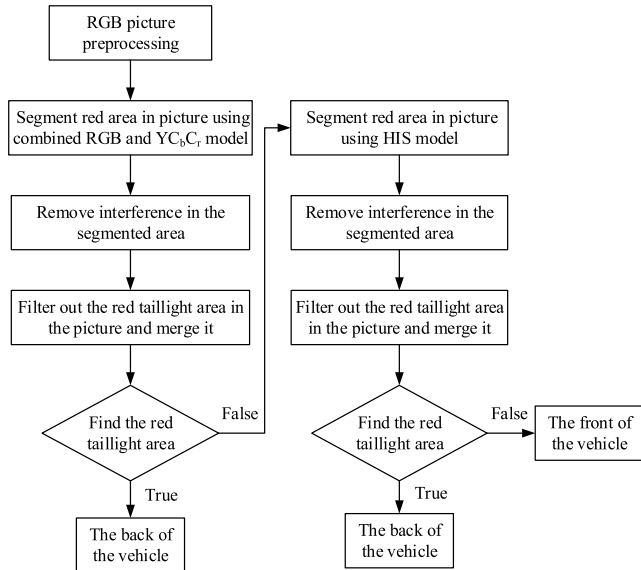 RGB picture
preprocessing
Segment red area in picture using
combined RGB and YCbCr model
Remove interference in the
segmented area
Filter out the red taillight area in
the picture and merge it
Find the red
taillight area
False
True
The back of
the vehicle
Segment red area in picture
using HIS model
Remove interference in the
segmented area
Filter out the red taillight area
in the picture and merge it
Find the red
taillight area
False
The front of
the vehicle
True
The back of
the vehicle